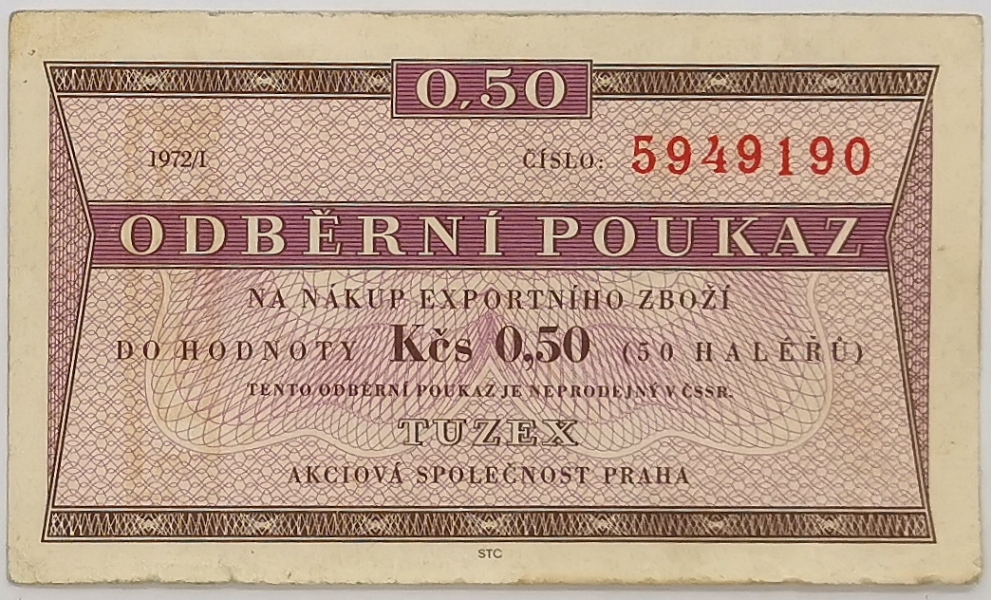 0,50
1972/I ČÍSLO: 5949190
ODBĚRNÍ POUKAZ
NA NÁKUP EXPORTNÍHO ZBOŽÍ
DO HODNOTY Kčs 0,50 (50 HALÉŘŮ)
TENTO ODBĚRNÍ POUKAZ JE NEPRODEJNÝ V ČSSR.
TUZEX
AKCIOVÁ SPOLEČNOST PRAHA
STC